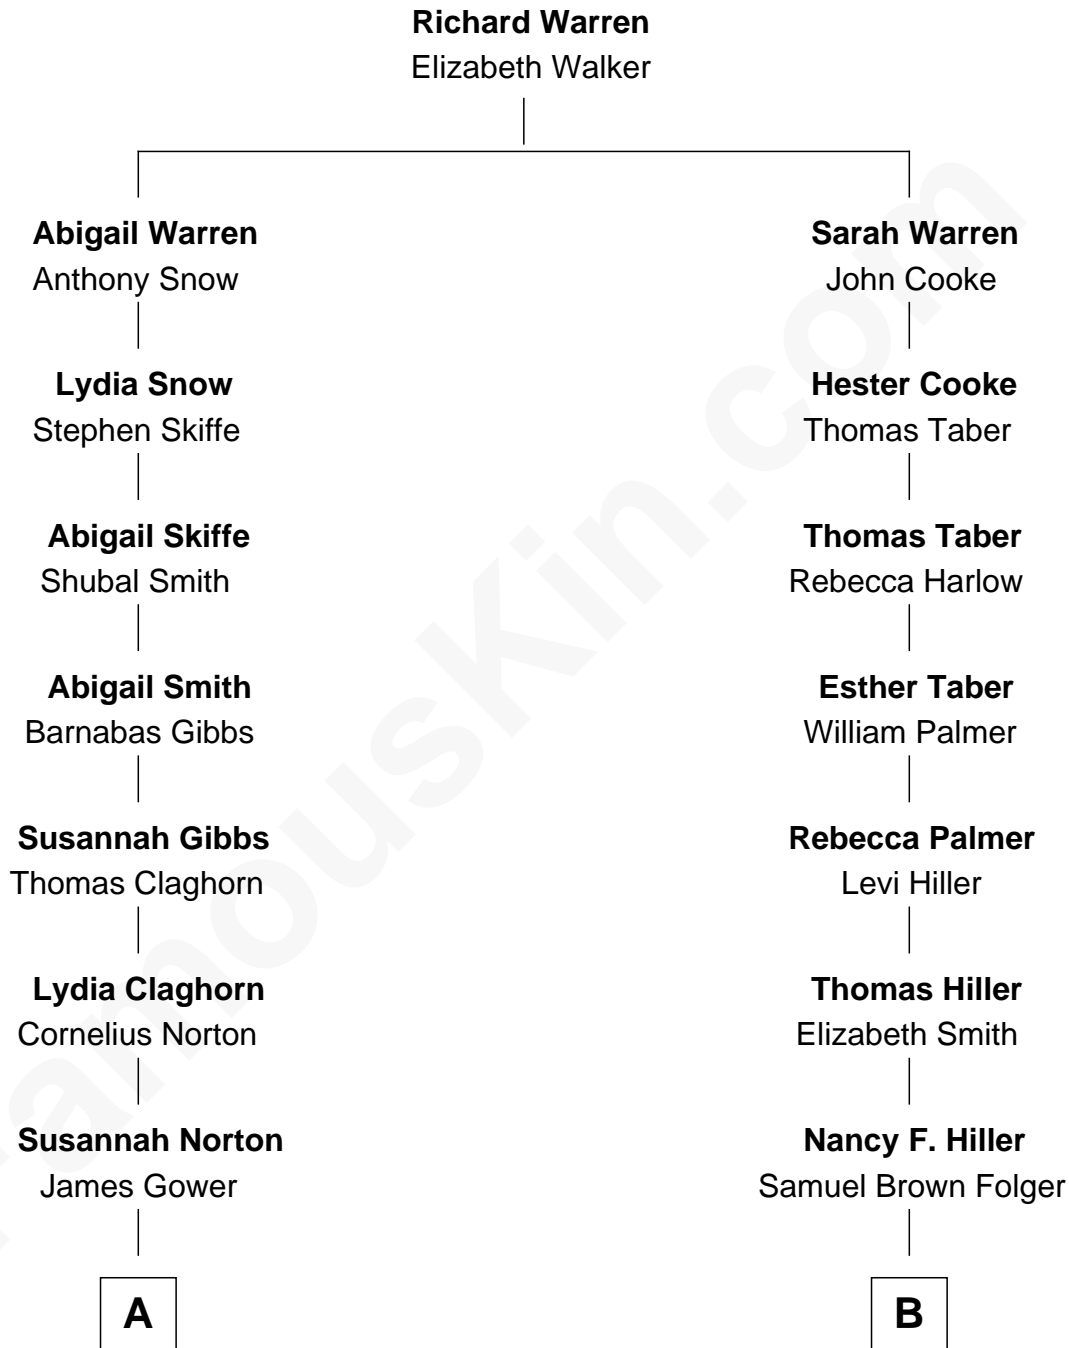 Richard Warren
Elizabeth Walker
Abigail Warren
Anthony Snow
Sarah Warren
John Cooke
Lydia Snow
Stephen Skiffe
Hester Cooke
Thomas Taber
Abigail Skiffe
Shubal Smith
Thomas Taber
Rebecca Harlow
Abigail Smith
Barnabas Gibbs
Esther Taber
William Palmer
Susannah Gibbs
Thomas Claghorn
Rebecca Palmer
Levi Hiller
Lydia Claghorn
Cornelius Norton
Thomas Hiller
Elizabeth Smith
Susannah Norton
James Gower
Nancy F. Hiller
Samuel Brown Folger
A
B
FamousKin.com